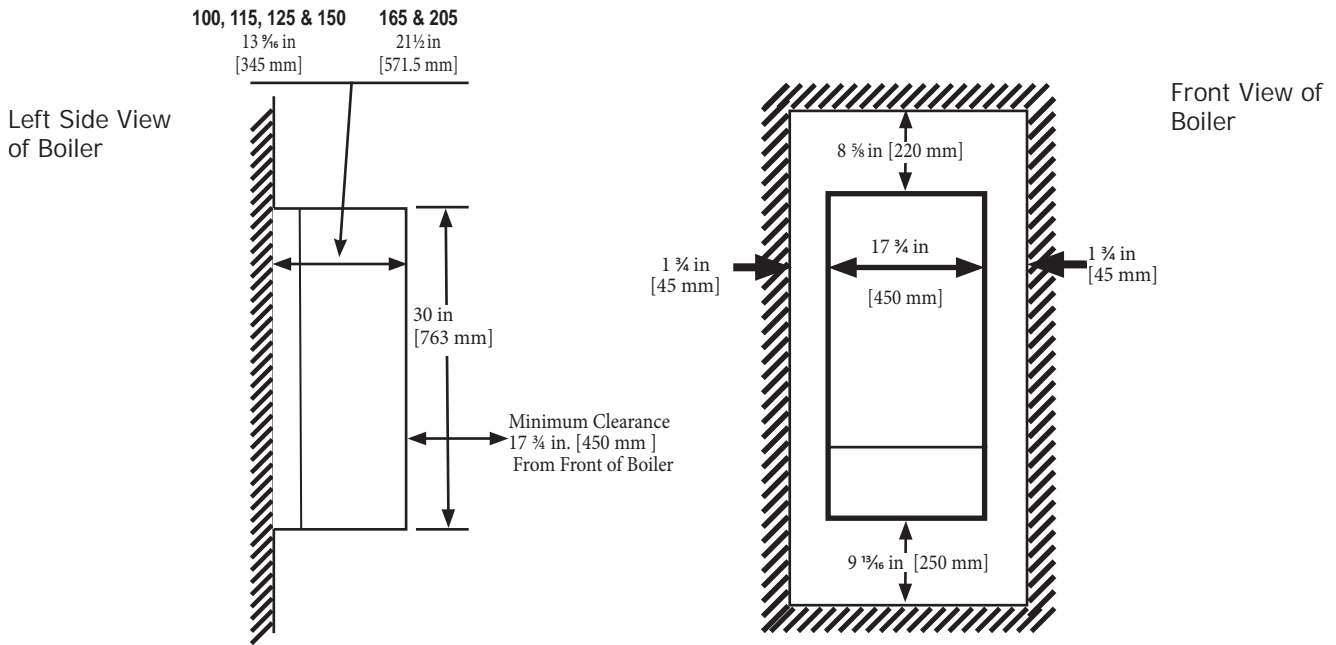 100, 115, 125 & 150
13 ⁹⁄₁₆ in
[345 mm]
165 & 205
21½ in
[571.5 mm]
Left Side View
of Boiler
30 in
[763 mm]
Minimum Clearance
17 ¾ in. [450 mm ]
From Front of Boiler
Front View of
Boiler
8 ⅝ in [220 mm]
17 ¾ in
[450 mm]
1 ¾ in
[45 mm]
1 ¾ in
[45 mm]
9 ¹³⁄₁₆ in [250 mm]